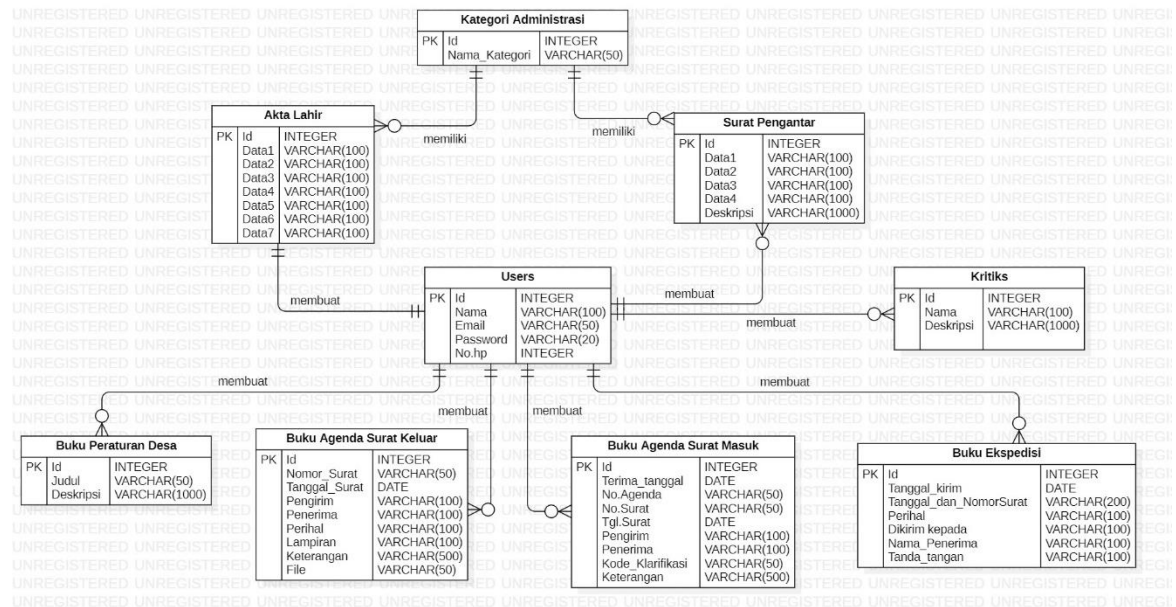 Kategori Administrasi
PK Id INTEGER
Nama_Kategori VARCHAR(50)
Akta Lahir
PK Id INTEGER
Data1 VARCHAR(100)
Data2 VARCHAR(100)
Data3 VARCHAR(100)
Data4 VARCHAR(100)
Data5 VARCHAR(100)
Data6 VARCHAR(100)
Data7 VARCHAR(100)
memiliki
memiliki
Surat Pengantar
PK Id INTEGER
Data1 VARCHAR(100)
Data2 VARCHAR(100)
Data3 VARCHAR(100)
Data4 VARCHAR(100)
Deskripsi VARCHAR(1000)
Users
PK Id INTEGER
Nama VARCHAR(100)
Email VARCHAR(50)
Password VARCHAR(20)
No.hp INTEGER
membuat
membuat
membuat
Kritiks
PK Id INTEGER
Nama VARCHAR(100)
Deskripsi VARCHAR(1000)
membuat
membuat
membuat
membuat
Buku Peraturan Desa
PK Id INTEGER
Judul VARCHAR(50)
Deskripsi VARCHAR(1000)
Buku Agenda Surat Keluar
PK Id INTEGER
Nomor_Surat VARCHAR(50)
Tanggal_Surat DATE
Pengirim VARCHAR(100)
Penerima VARCHAR(100)
Perihal VARCHAR(100)
Lampiran VARCHAR(100)
Keterangan VARCHAR(500)
File VARCHAR(50)
Buku Agenda Surat Masuk
PK Id INTEGER
Terima_tanggal DATE
No.Agenda VARCHAR(50)
No.Surat VARCHAR(50)
Tgl.Surat DATE
Pengirim VARCHAR(100)
Penerima VARCHAR(100)
Kode_Klarifikasi VARCHAR(50)
Keterangan VARCHAR(500)
Buku Ekspedisi
PK Id INTEGER
Tanggal_kirim DATE
Tanggal_dan_NomorSurat VARCHAR(200)
Perihal VARCHAR(100)
Dikirim kepada VARCHAR(100)
Nama_Penerima VARCHAR(100)
Tanda_tangan VARCHAR(100)